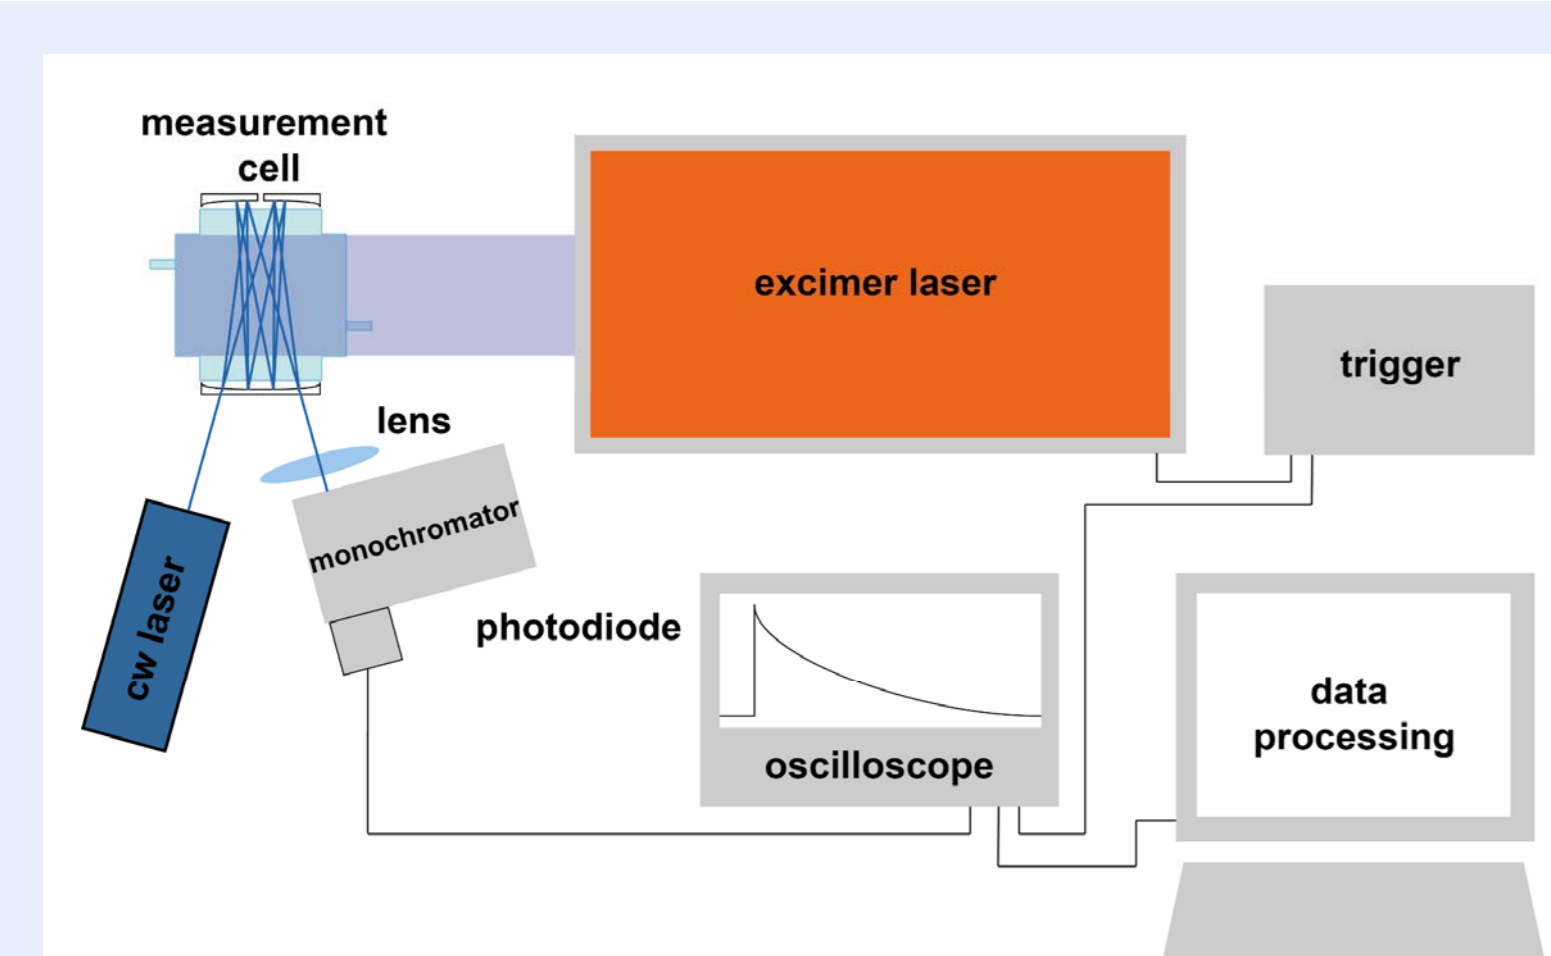 measurement
cell
excimer laser
trigger
lens
monochromator
cw laser
photodiode
oscilloscope
data
processing